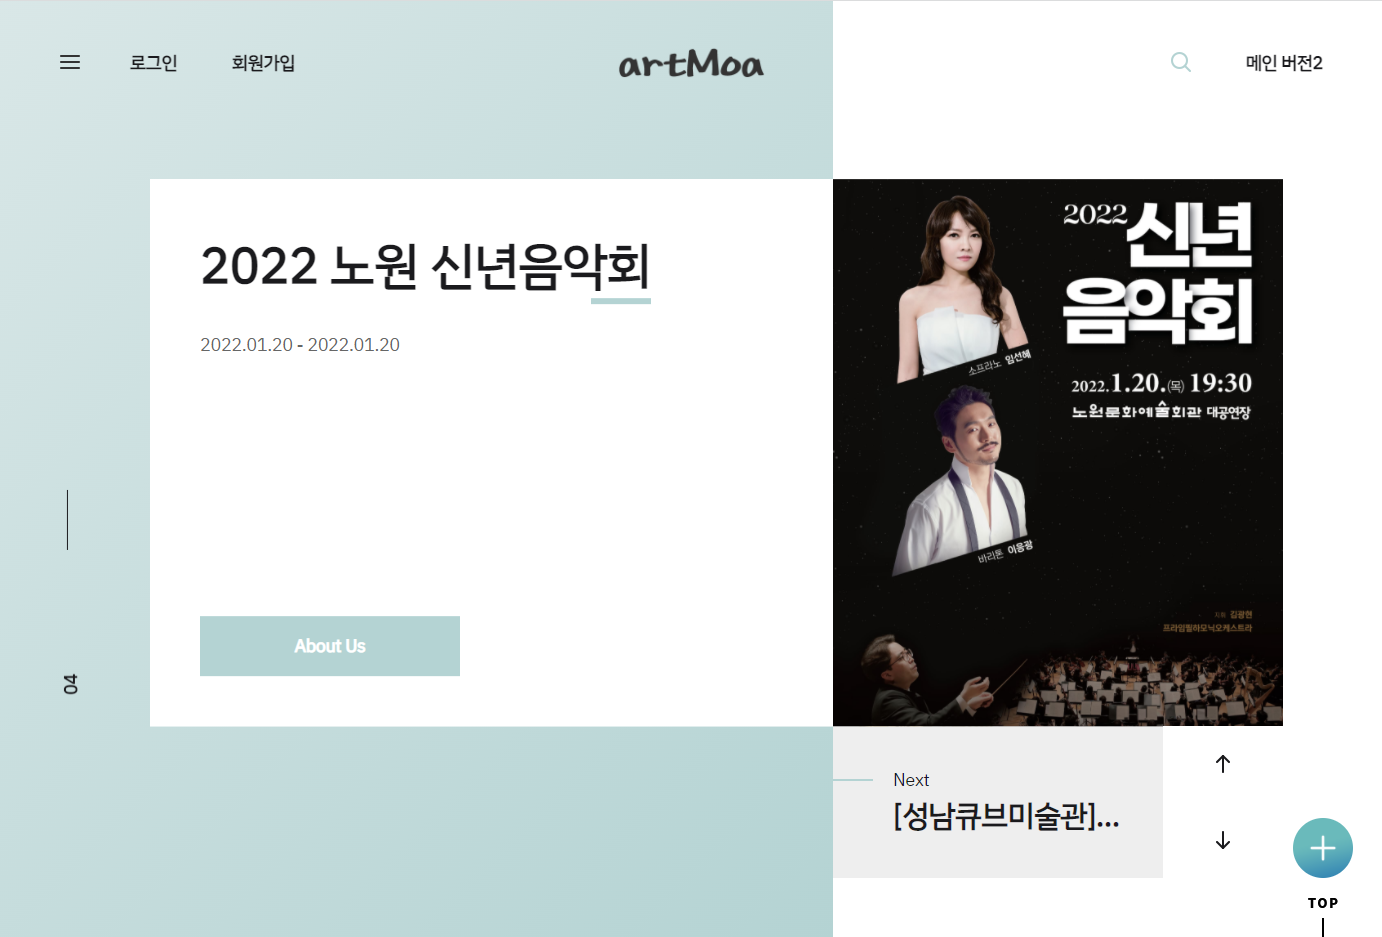 로그인
회원가입
artMoa
메인 버전2
2022 노원 신년음악회
2022.01.20 - 2022.01.20
About Us
04
2022 신년
음악회
2022.1.20.(목) 19:30
노원문화예술회관 대공연장
소프라노 임선혜
바리톤 이응광
지휘 김광현
프라임필하모닉오케스트라
Next
[성남큐브미술관]...
TOP